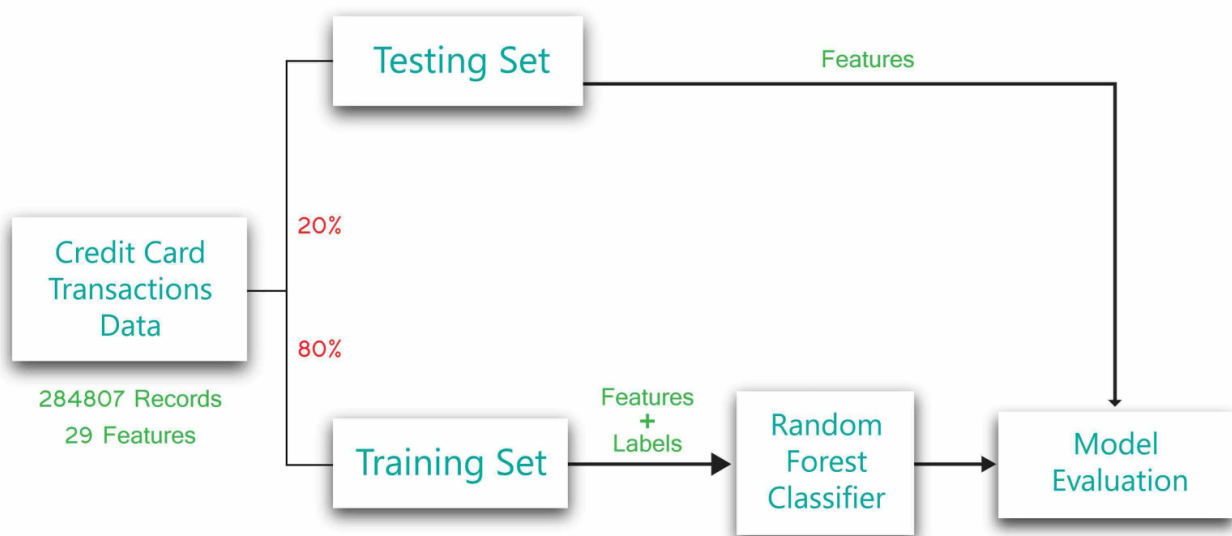 Testing Set
Features
20%
Credit Card
Transactions
Data
80%
284807 Records
29 Features
Features
+
Labels
Training Set
Random
Forest
Classifier
Model
Evaluation